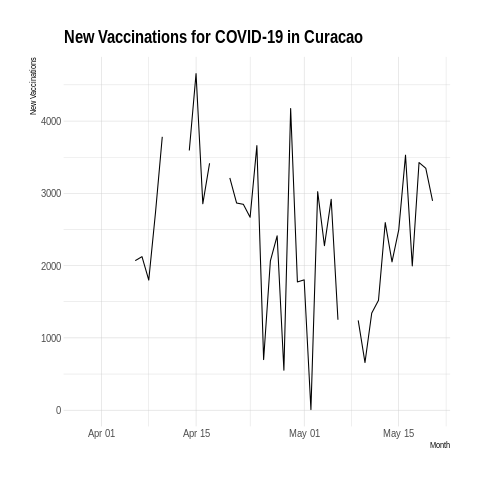 New Vaccinations for COVID-19 in Curacao
New Vaccinations
4000
3000
2000
1000
0
Apr 01
Apr 15
May 01
May 15
Month